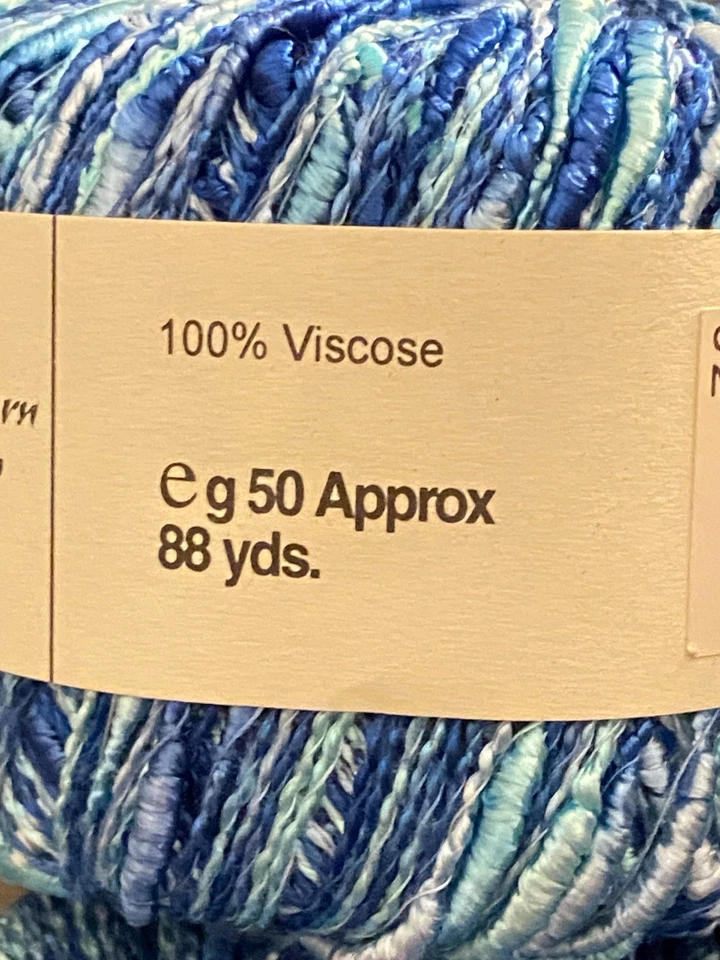 100% Viscose
e g 50 Approx
88 yds.